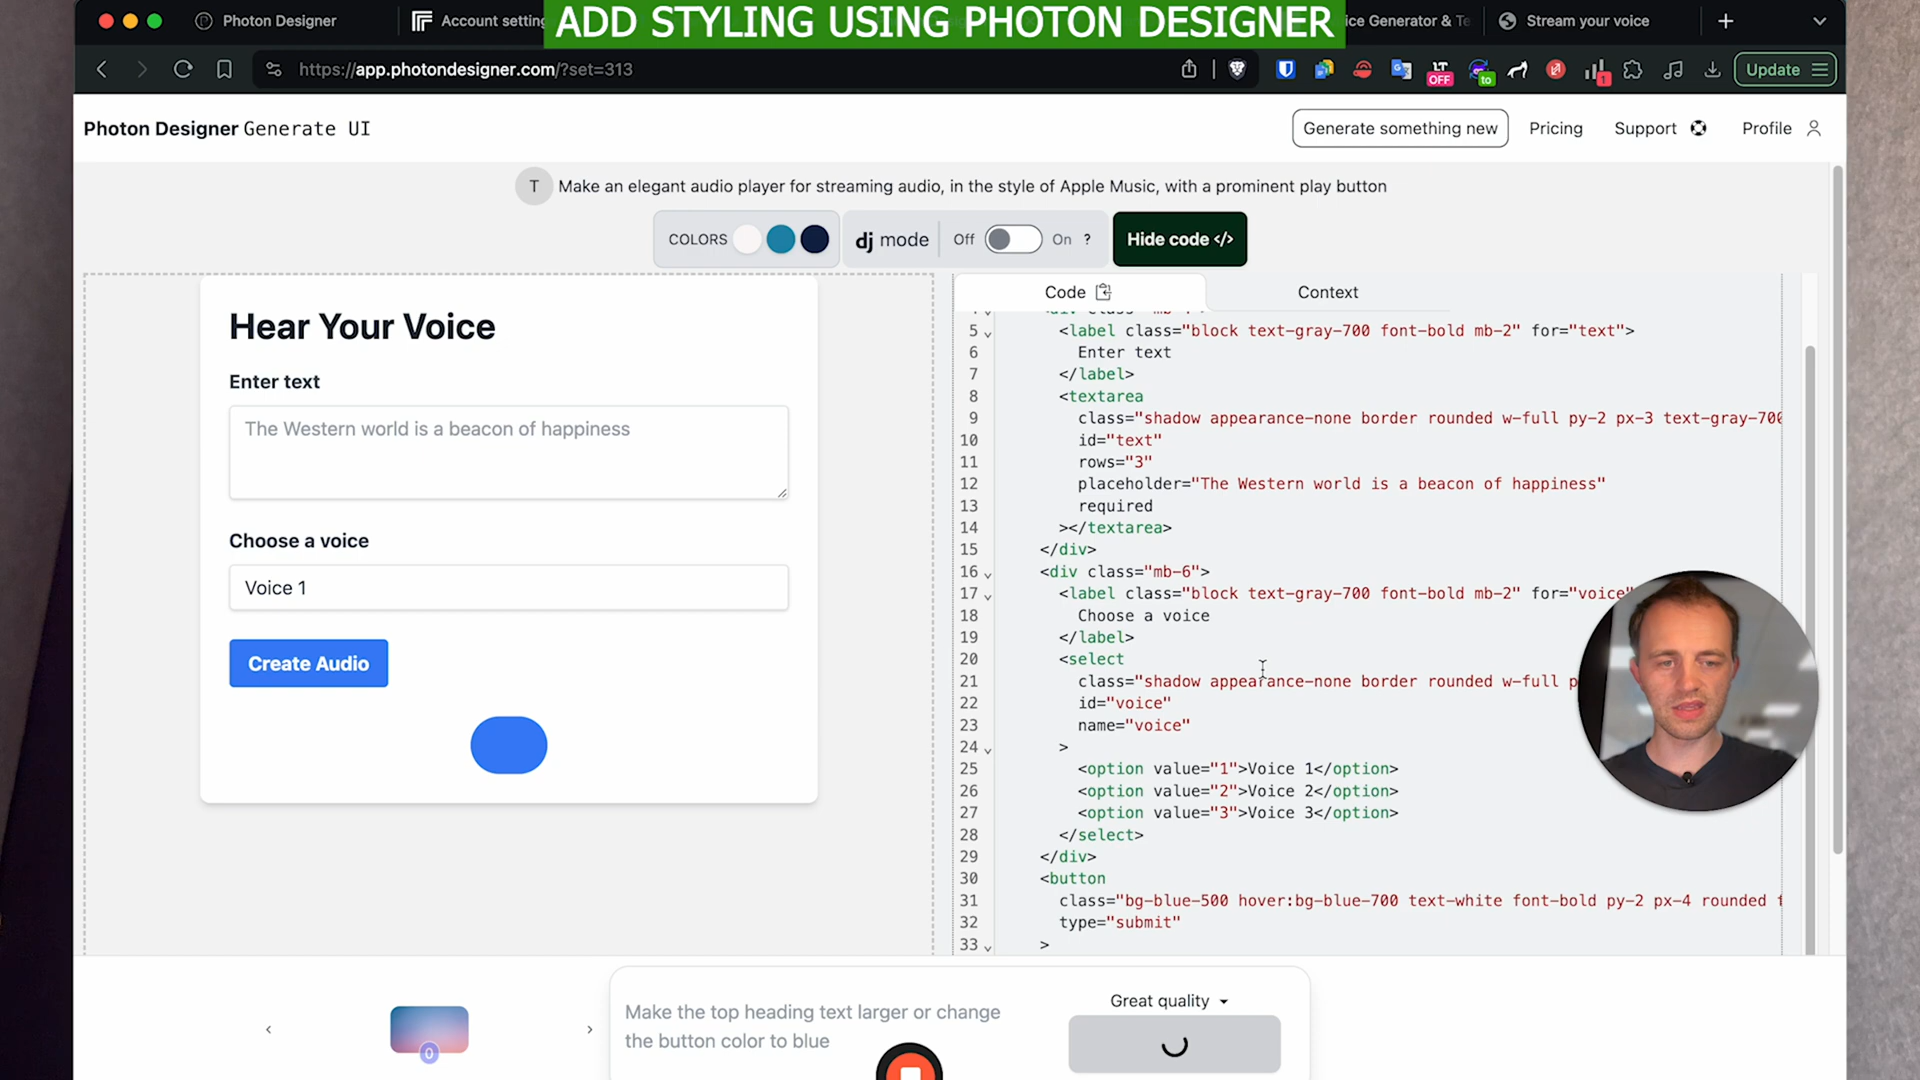 ADD STYLING USING PHOTON DESIGNER
Photon Designer
Account setting
ice Generator & Te
Stream your voice
https://app.photondesigner.com/?set=313
OFF
to
1
Update
Photon Designer Generate UI
Generate something new
Pricing
Support
Profile
T
Make an elegant audio player for streaming audio, in the style of Apple Music, with a prominent play button
COLORS
dj mode
Off
On
?
Hide code </>
Code
Context
Hear Your Voice
Enter text
The Western world is a beacon of happiness
Choose a voice
Voice 1
Create Audio
5 <label class="block text-gray-700 font-bold mb-2" for="text">
6 Enter text
7 </label>
8 <textarea
9 class="shadow appearance-none border rounded w-full py-2 px-3 text-gray-700
10 id="text"
11 rows="3"
12 placeholder="The Western world is a beacon of happiness"
13 required
14 ></textarea>
15 </div>
16 <div class="mb-6">
17 <label class="block text-gray-700 font-bold mb-2" for="voice"
18 Choose a voice
19 </label>
20 <select
21 class="shadow appearance-none border rounded w-full p
22 id="voice"
23 name="voice"
24 >
25 <option value="1">Voice 1</option>
26 <option value="2">Voice 2</option>
27 <option value="3">Voice 3</option>
28 </select>
29 </div>
30 <button
31 class="bg-blue-500 hover:bg-blue-700 text-white font-bold py-2 px-4 rounded f
32 type="submit"
33 >
0
Make the top heading text larger or change
the button color to blue
Great quality